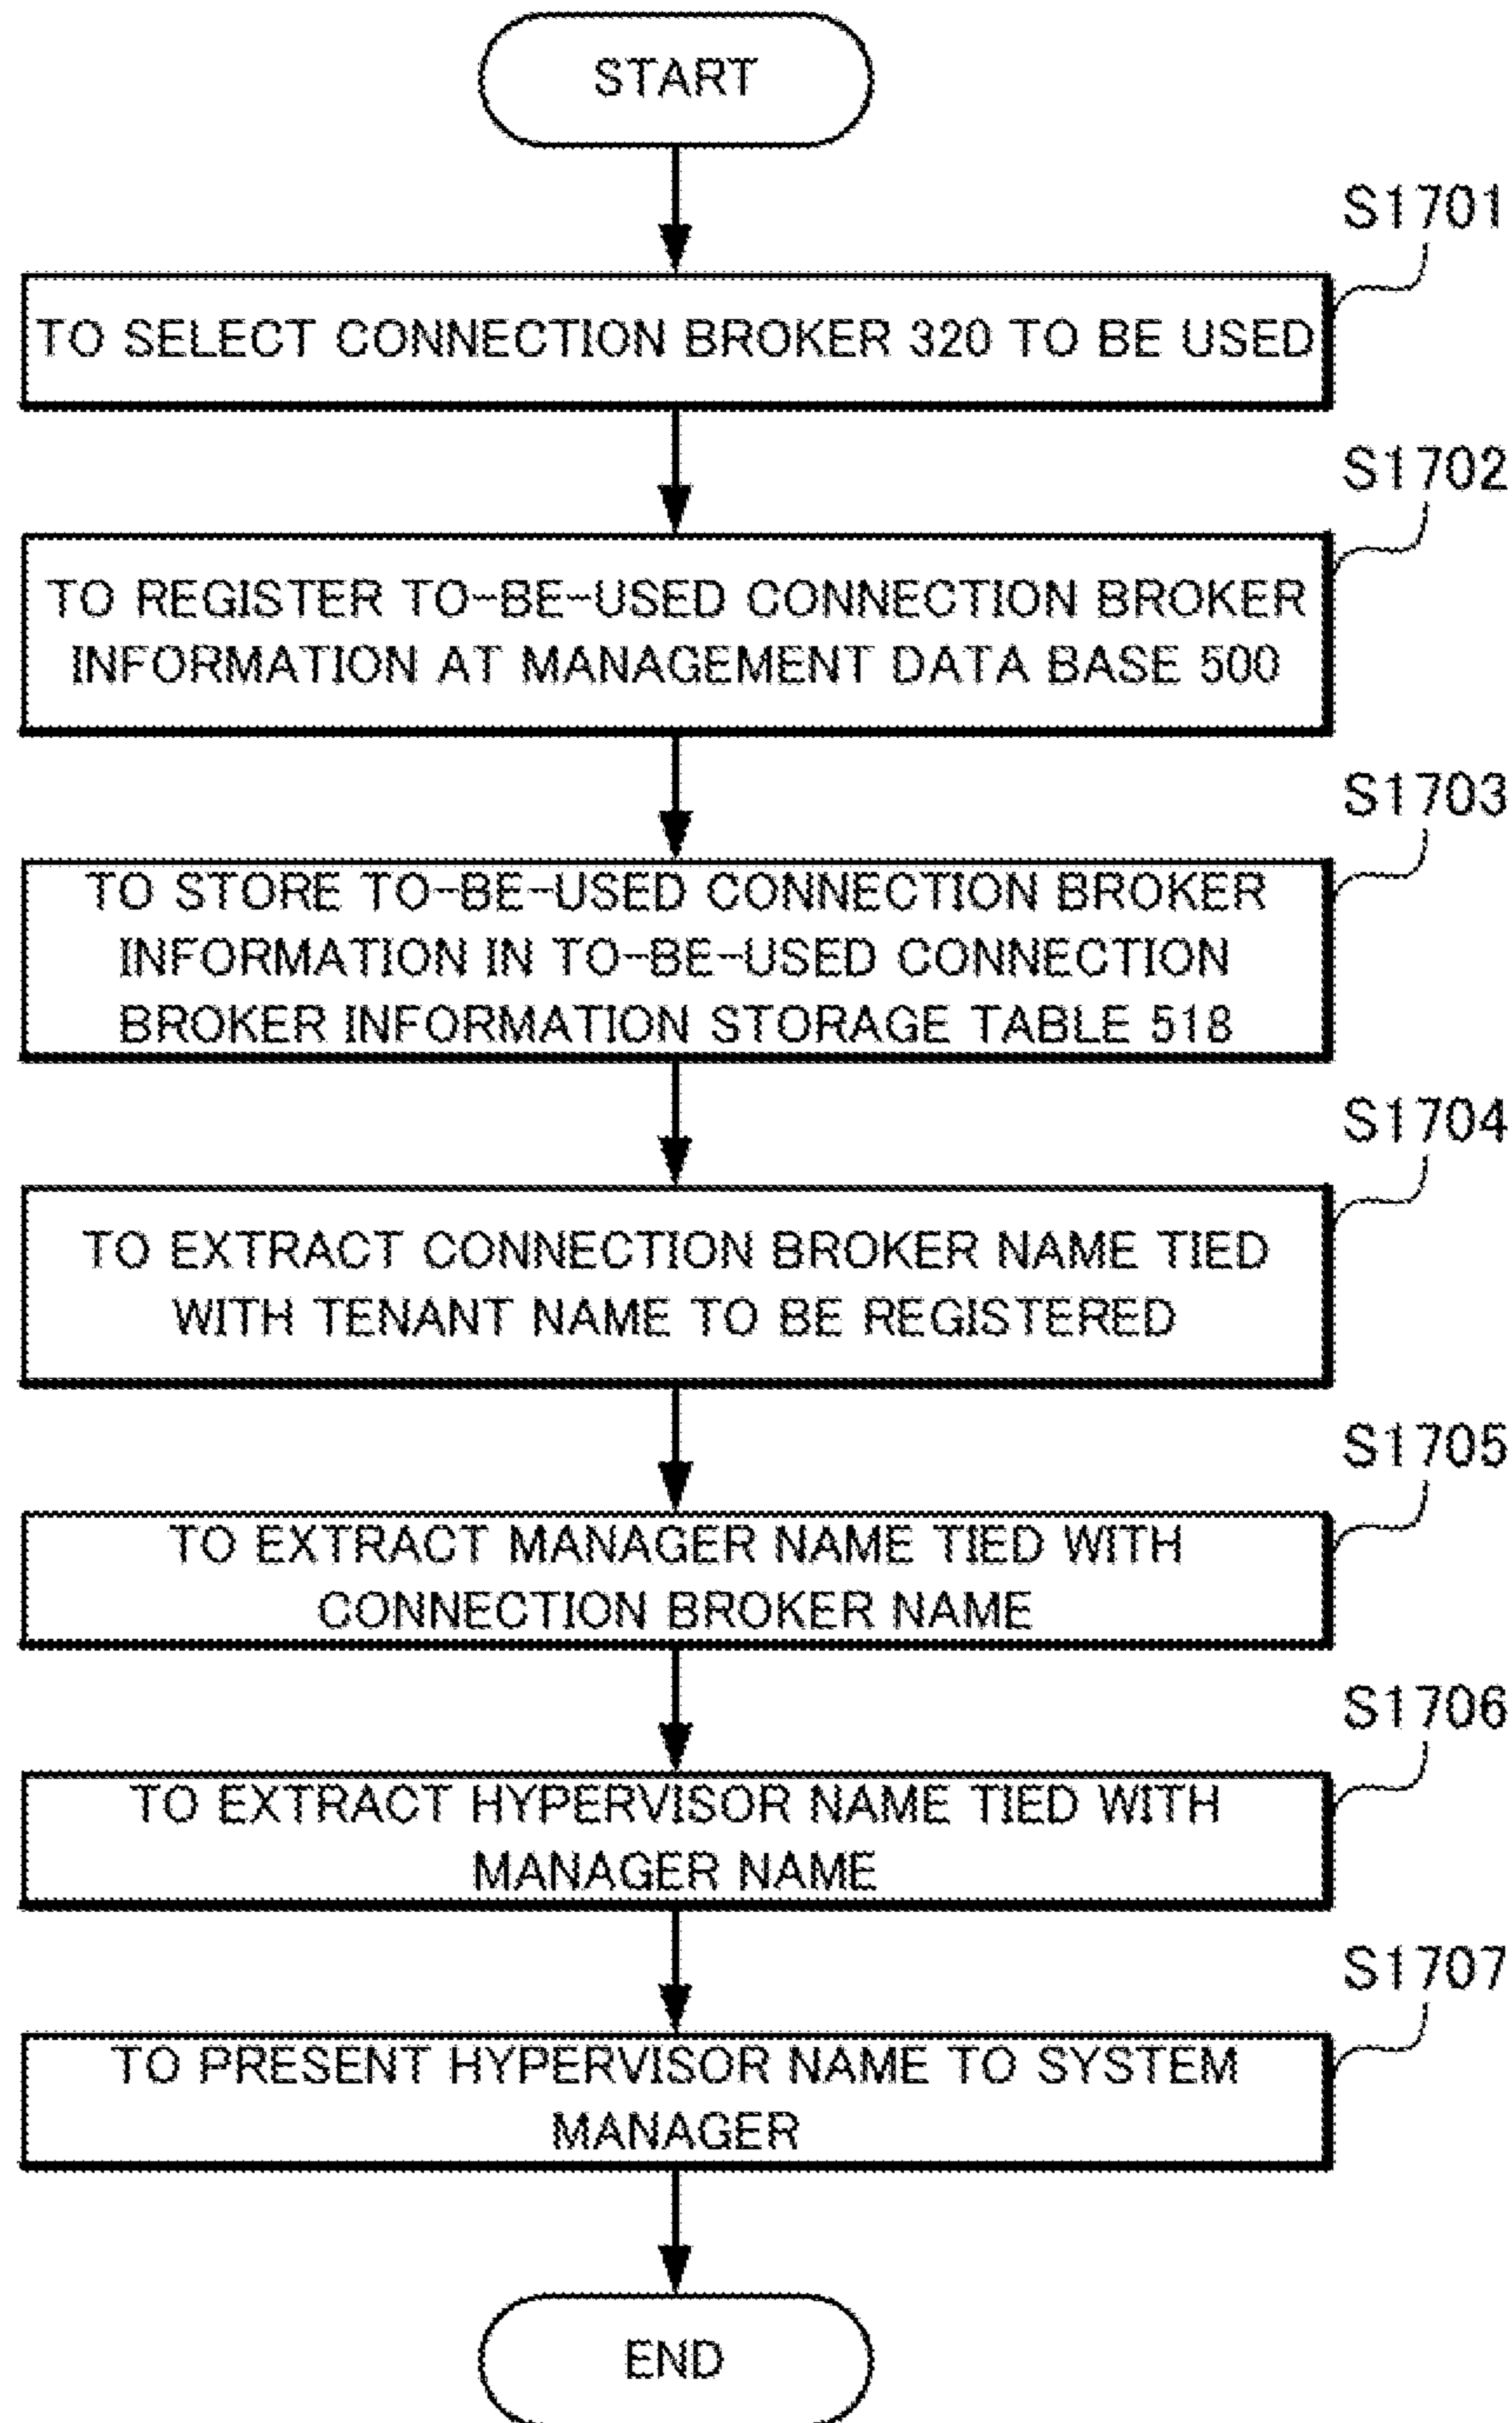 START
S1701
TO SELECT CONNECTION BROKER 320 TO BE USED
S1702
TO REGISTER TO-BE-USED CONNECTION BROKER
INFORMATION AT MANAGEMENT DATA BASE 500
S1703
TO STORE TO-BE-USED CONNECTION BROKER
INFORMATION IN TO-BE-USED CONNECTION
BROKER INFORMATION STORAGE TABLE 518
S1704
TO EXTRACT CONNECTION BROKER NAME TIED
WITH TENANT NAME TO BE REGISTERED
S1705
TO EXTRACT MANAGER NAME TIED WITH
CONNECTION BROKER NAME
S1706
TO EXTRACT HYPERVISOR NAME TIED WITH
MANAGER NAME
S1707
TO PRESENT HYPERVISOR NAME TO SYSTEM
MANAGER
END